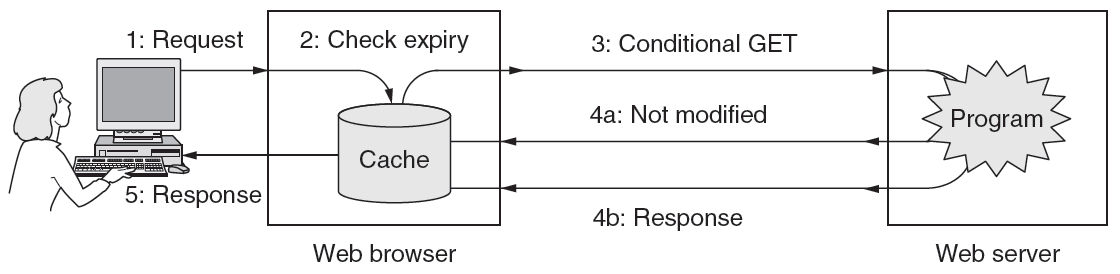 1: Request
2: Check expiry
3: Conditional GET
4a: Not modified
Program
Cache
5: Response
4b: Response
Web browser
Web server